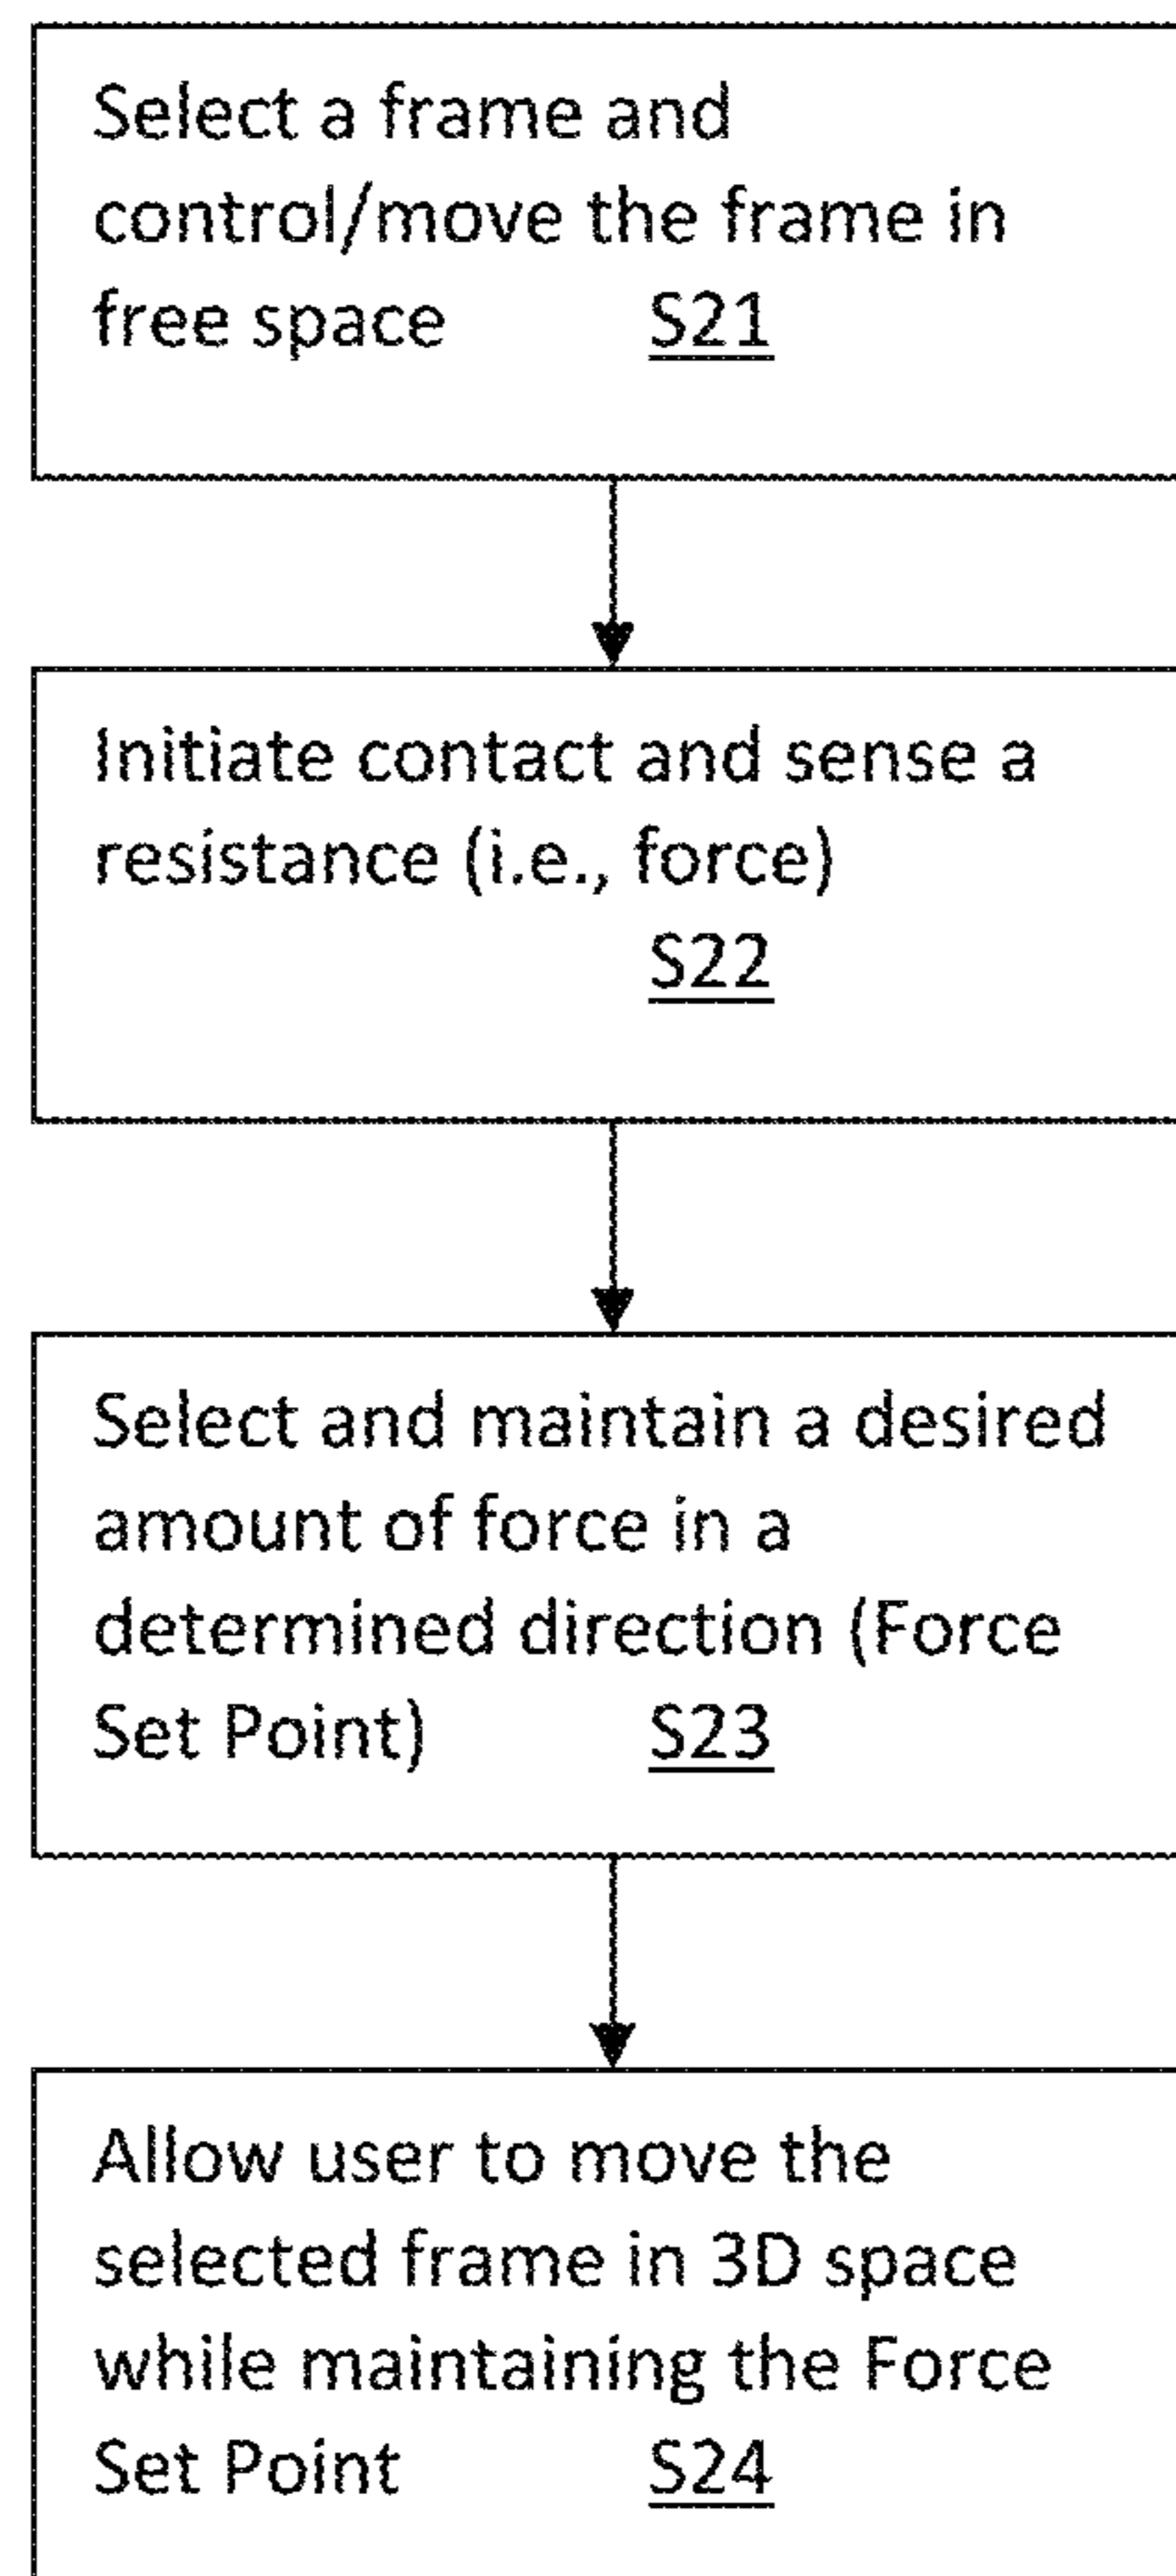 Select a frame and
control/move the frame in
free space S21
Initiate contact and sense a
resistance (i.e., force)
S22
Select and maintain a desired
amount of force in a
determined direction (Force
Set Point) S23
Allow user to move the
selected frame in 3D space
while maintaining the Force
Set Point S24